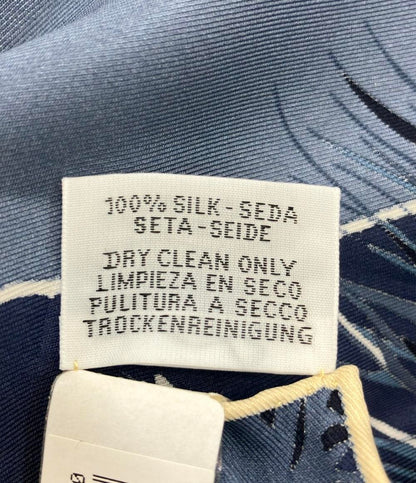 100% SILK-SEDA
SETA-SEIDE
DRY CLEAN ONLY
LIMPIEZA EN SECO
PULITURA A SECCO
TROCKENREINIGUNG